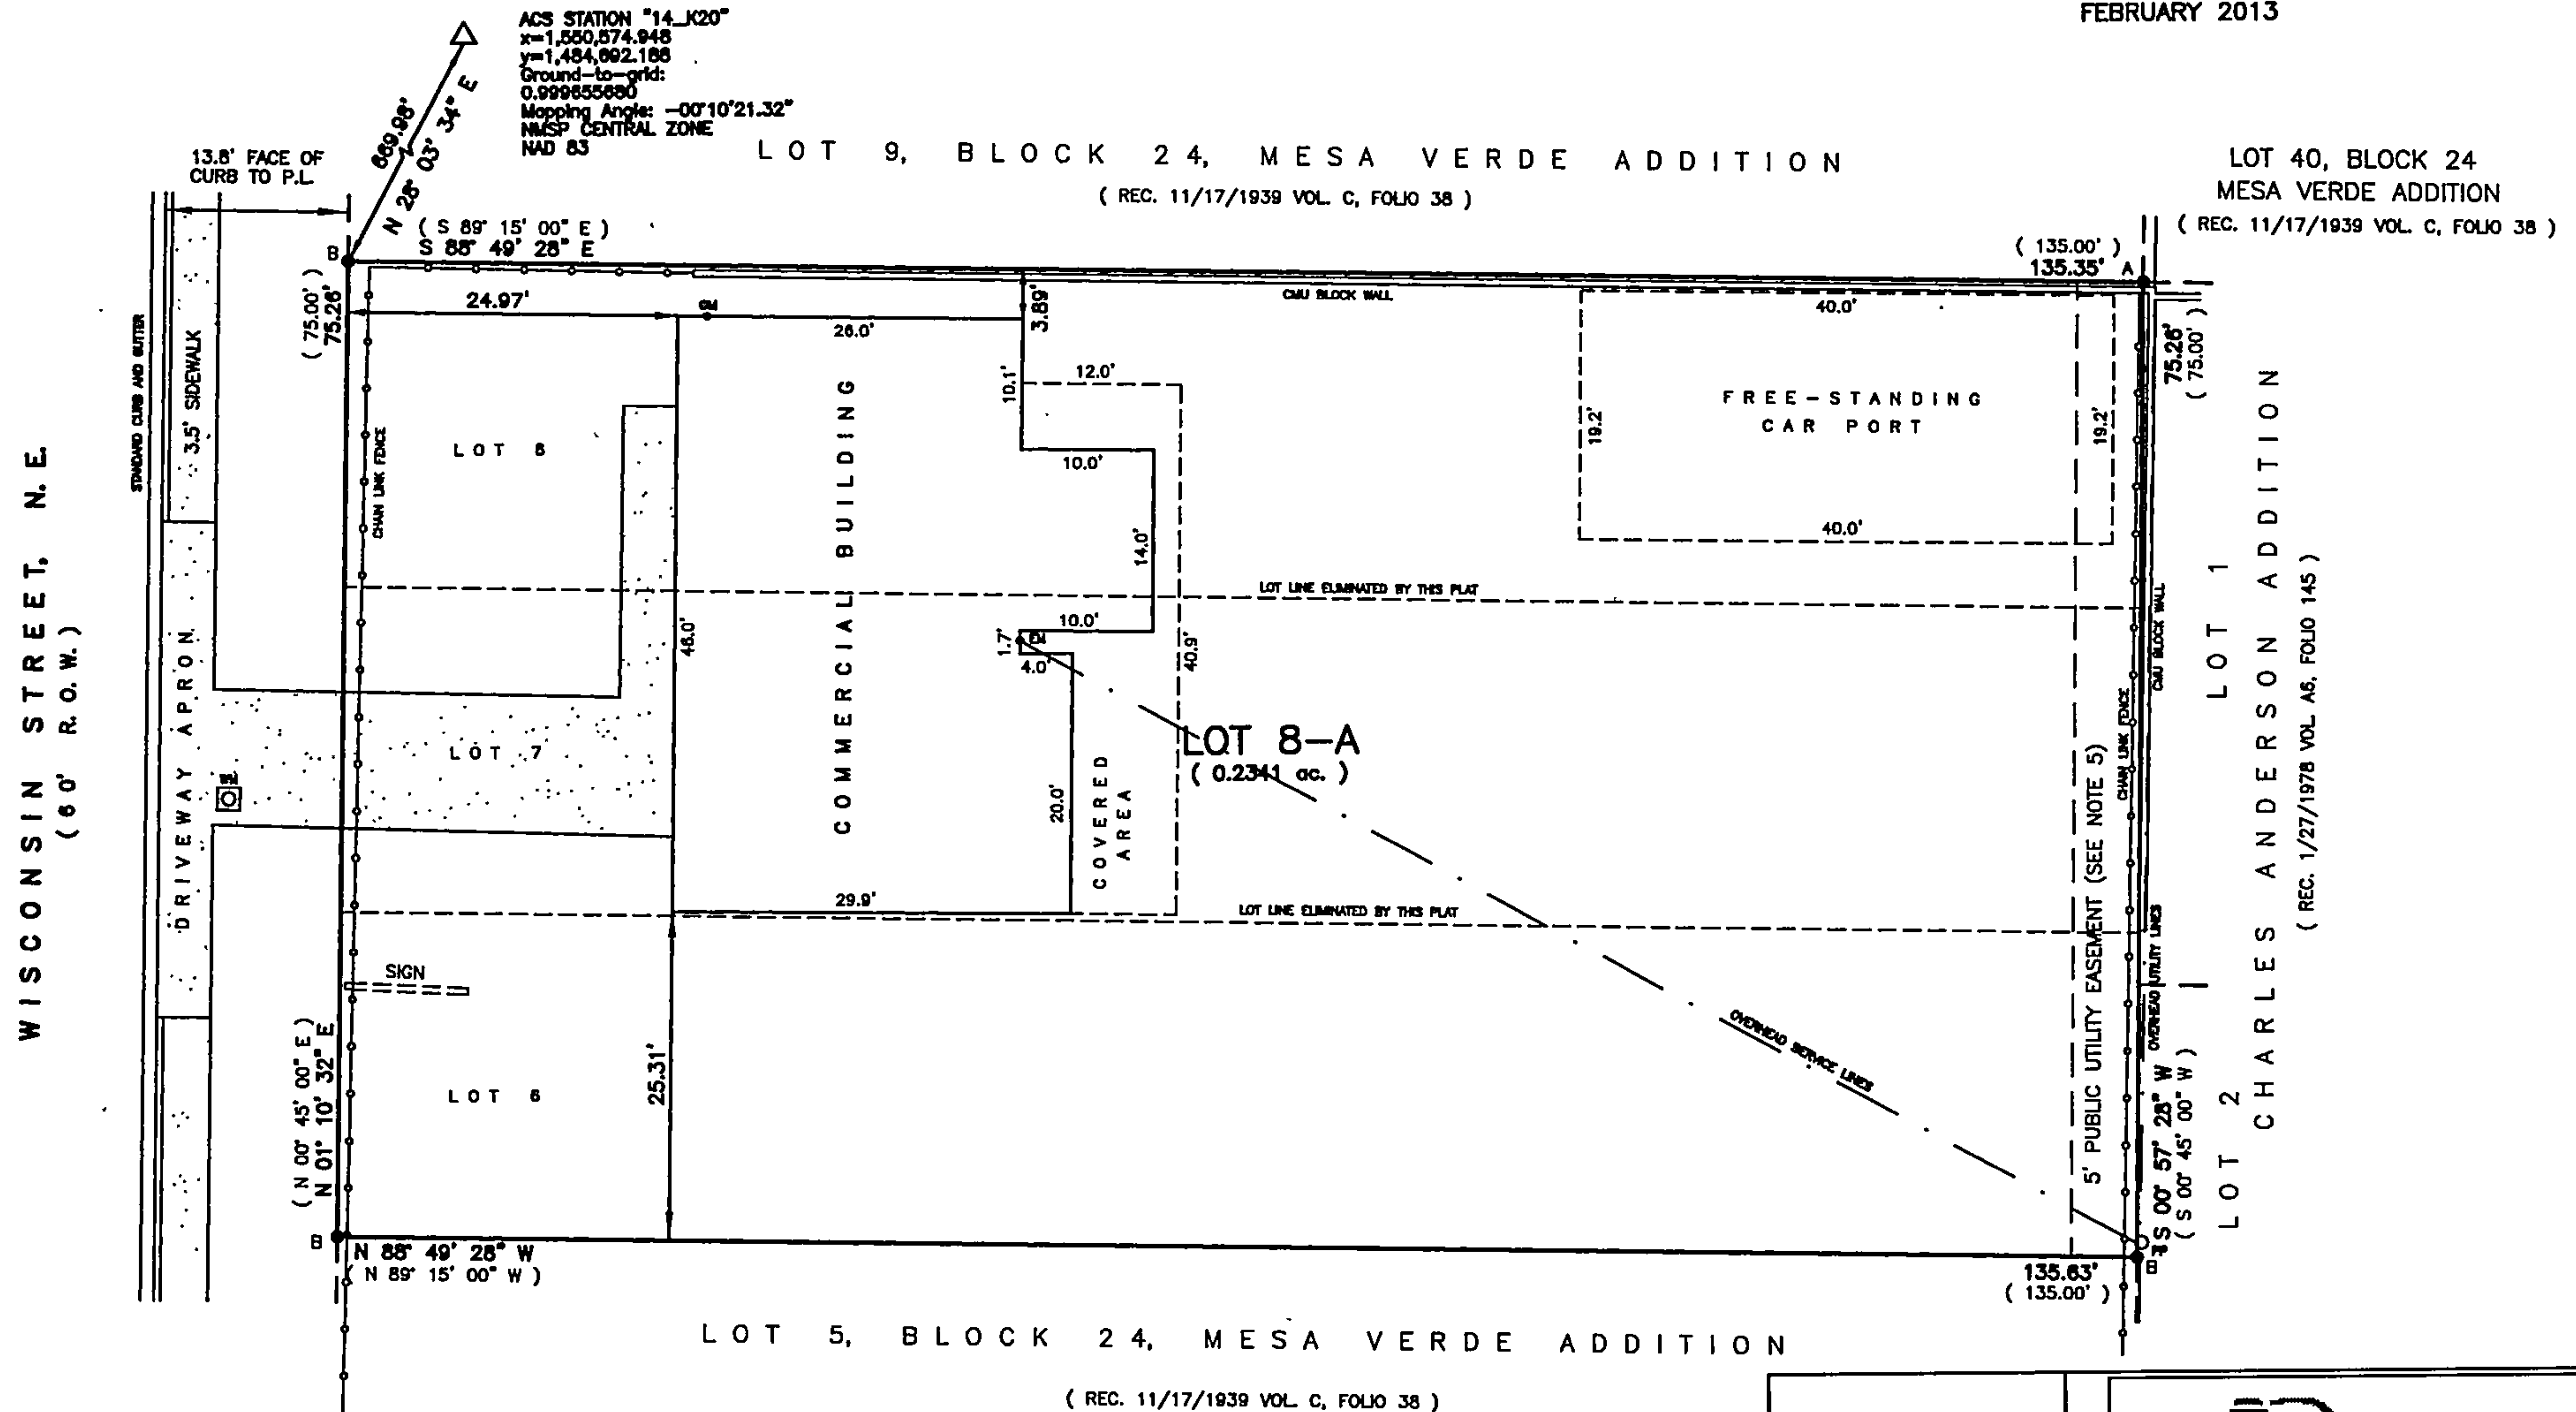 FEBRUARY 2013
ACS STATION "14_K20"
x=1,550,574.948
y=1,484,692.188
Ground-to-grid:
0.999655680
Mapping Angle: -00°10'21.32"
NMSP CENTRAL ZONE
NAD 83
669.98'
N 28° 03' 34" E
13.8' FACE OF
CURB TO P.L.
LOT 9, BLOCK 24, MESA VERDE ADDITION
( REC. 11/17/1939 VOL. C, FOLIO 38 )
LOT 40, BLOCK 24
MESA VERDE ADDITION
( REC. 11/17/1939 VOL. C, FOLIO 38 )
( S 89° 15' 00" E )
S 88° 49' 28" E
( 135.00' )
135.35'
A
B
( 75.00' )
75.26'
24.97'
GM
26.0'
3.89'
CMU BLOCK WALL
40.0'
75.26'
( 75.00' )
STANDARD CURB AND GUTTER
3.5' SIDEWALK
CHAIN LINK FENCE
LOT 8
10.1'
12.0'
10.0'
14.0'
FREE-STANDING
CAR PORT
19.2'
19.2'
40.0'
WISCONSIN STREET, N.E.
(60' R.O.W.)
DRIVEWAY APRON
COMMERCIAL BUILDING
46.0'
LOT LINE ELIMINATED BY THIS PLAT
10.0'
1.7'
EM
4.0'
40.9'
LOT 7
LOT 8-A
( 0.2341 ac. )
20.0'
COVERED
AREA
29.9'
LOT LINE ELIMINATED BY THIS PLAT
CMU BLOCK WALL
CHAIN LINK FENCE
5' PUBLIC UTILITY EASEMENT (SEE NOTE 5)
OVERHEAD UTILITY LINES
LOT 1
CHARLES ANDERSON ADDITION
( REC. 1/27/1978 VOL. A6, FOLIO 145 )
LOT 2
SIGN
LOT 6
25.31'
( N 00° 45' 00" E )
N 01° 10' 32" E
OVERHEAD SERVICE LINES
S 00° 57' 28" W
( S 00° 45' 00" W )
B
N 88° 49' 28" W
( N 89° 15' 00" W )
135.63'
( 135.00' )
B
LOT 5, BLOCK 24, MESA VERDE ADDITION
( REC. 11/17/1939 VOL. C, FOLIO 38 )